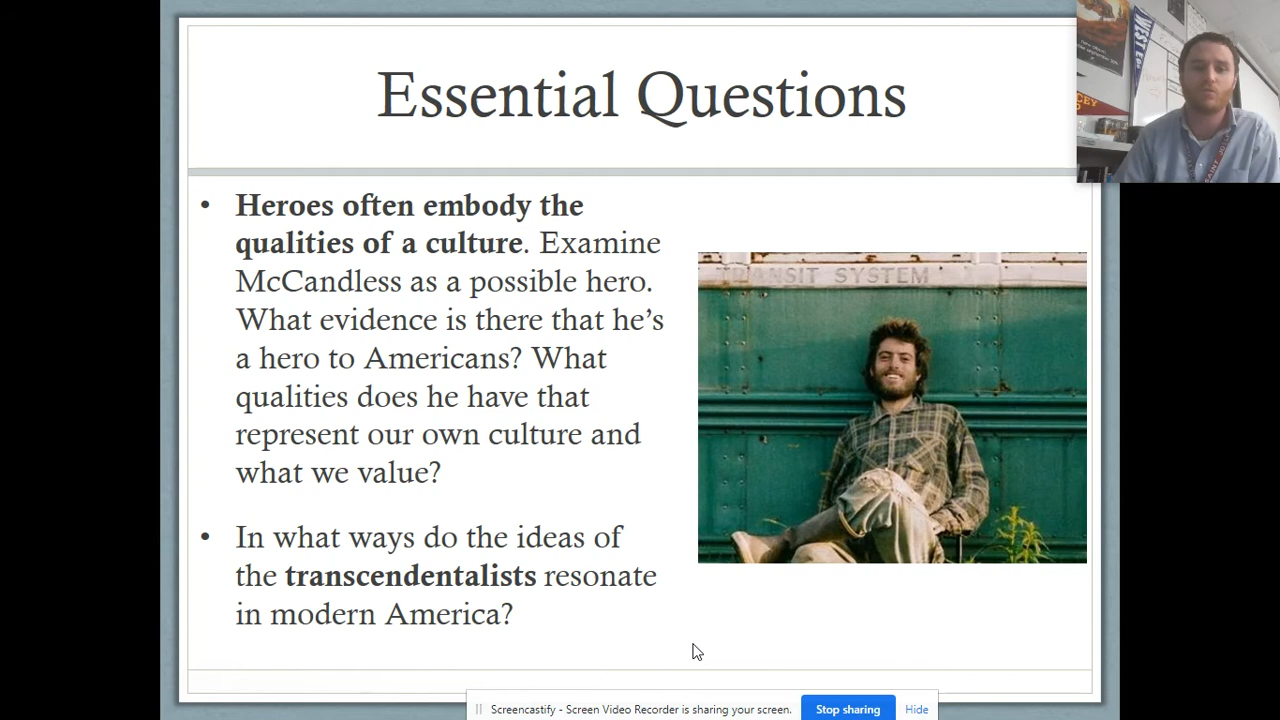 Essential Questions
• Heroes often embody the
qualities of a culture. Examine
McCandless as a possible hero.
What evidence is there that he’s
a hero to Americans? What
qualities does he have that
represent our own culture and
what we value?
• In what ways do the ideas of
the transcendentalists resonate
in modern America?
TRANSIT SYSTEM
WEST
CEY
SAINT
Screencastify - Screen Video Recorder is sharing your screen.
Stop sharing
Hide